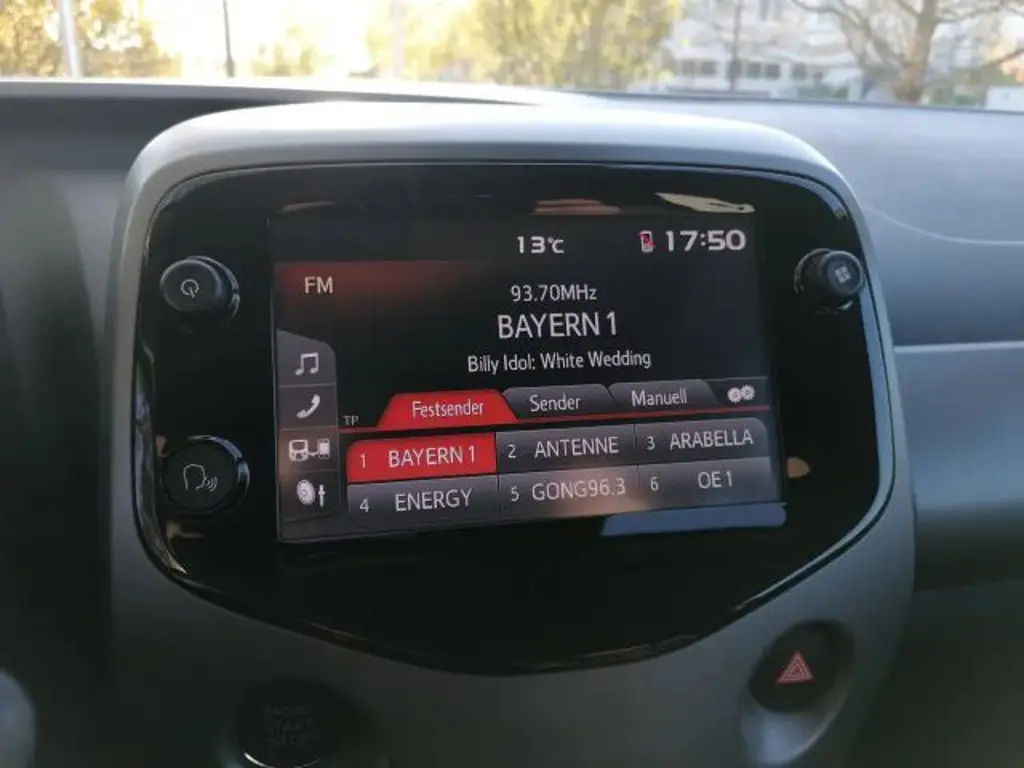 13°C 17:50
FM
93.70MHz
BAYERN 1
Billy Idol: White Wedding
TP Festsender Sender Manuell
1 BAYERN 1 2 ANTENNE 3 ARABELLA
4 ENERGY 5 GONG96.3 6 OE1